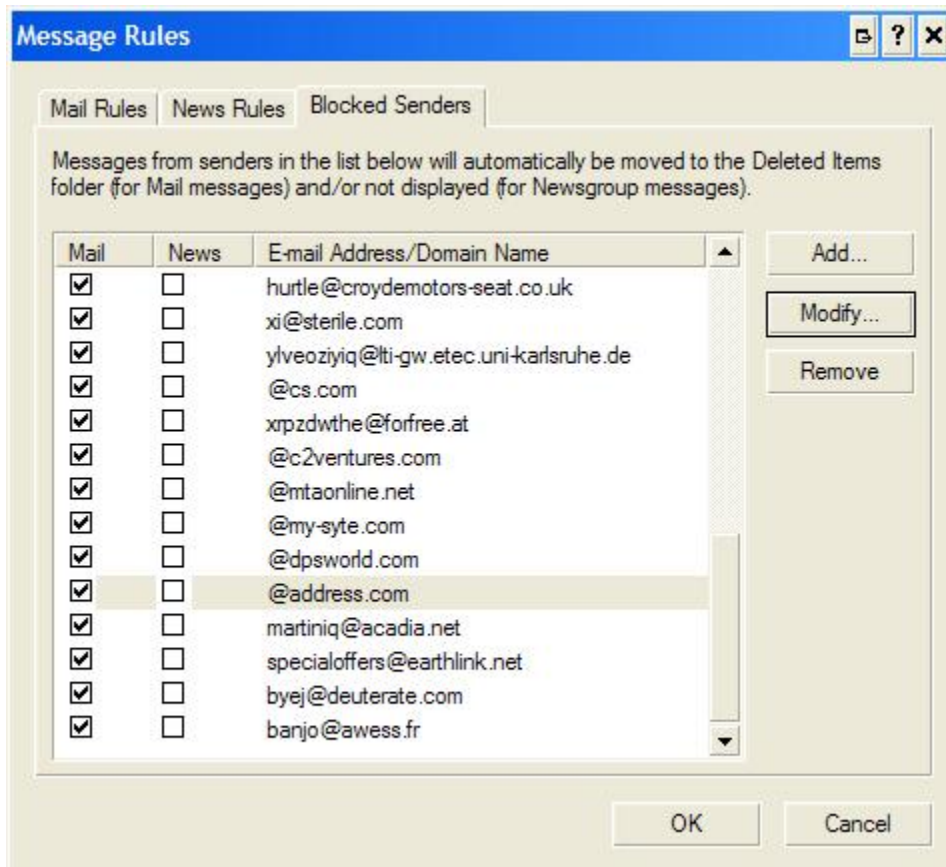 Message Rules
Mail Rules News Rules Blocked Senders
Messages from senders in the list below will automatically be moved to the Deleted Items
folder (for Mail messages) and/or not displayed (for Newsgroup messages).
Mail News E-mail Address/Domain Name
Add...
hurtle@croydemotors-seat.co.uk
xi@sterile.com
Modify...
ylveoziyiq@lti-gw.etec.uni-karlsruhe.de
Remove
@cs.com
xrpzdwthe@forfree.at
@c2ventures.com
@mtaonline.net
@my-syte.com
@dpsworld.com
@address.com
martiniq@acadia.net
specialoffers@earthlink.net
byej@deuterate.com
banjo@awess.fr
OK Cancel